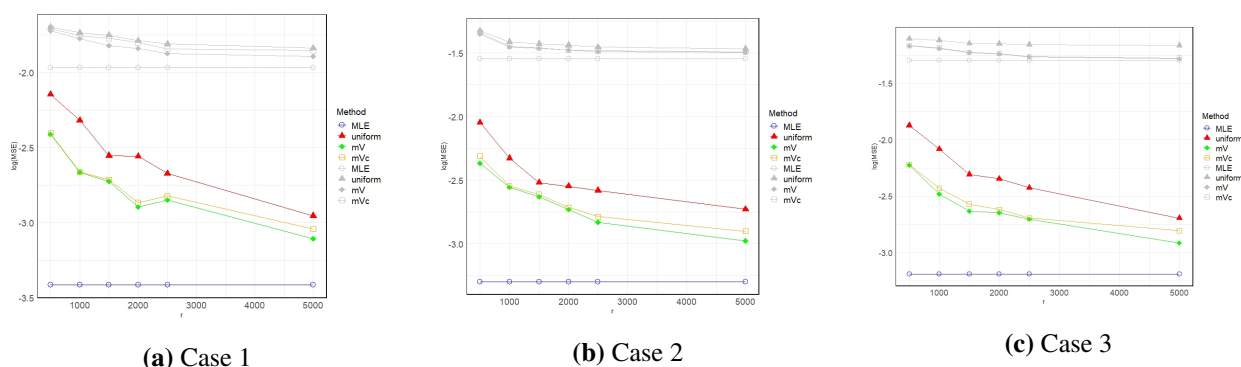 -2.0
-2.5
-3.0
-3.5
log(MSE)
1000
2000
3000
4000
5000
r
Method
MLE
uniform
mV
mVc
MLE
uniform
mV
mVc
(a) Case 1
-1.5
-2.0
-2.5
-3.0
log(MSE)
1000
2000
3000
4000
5000
r
Method
MLE
uniform
mV
mVc
MLE
uniform
mV
mVc
(b) Case 2
-1.5
-2.0
-2.5
-3.0
log(MSE)
1000
2000
3000
4000
5000
r
Method
MLE
uniform
mV
mVc
MLE
uniform
mV
mVc
(c) Case 3